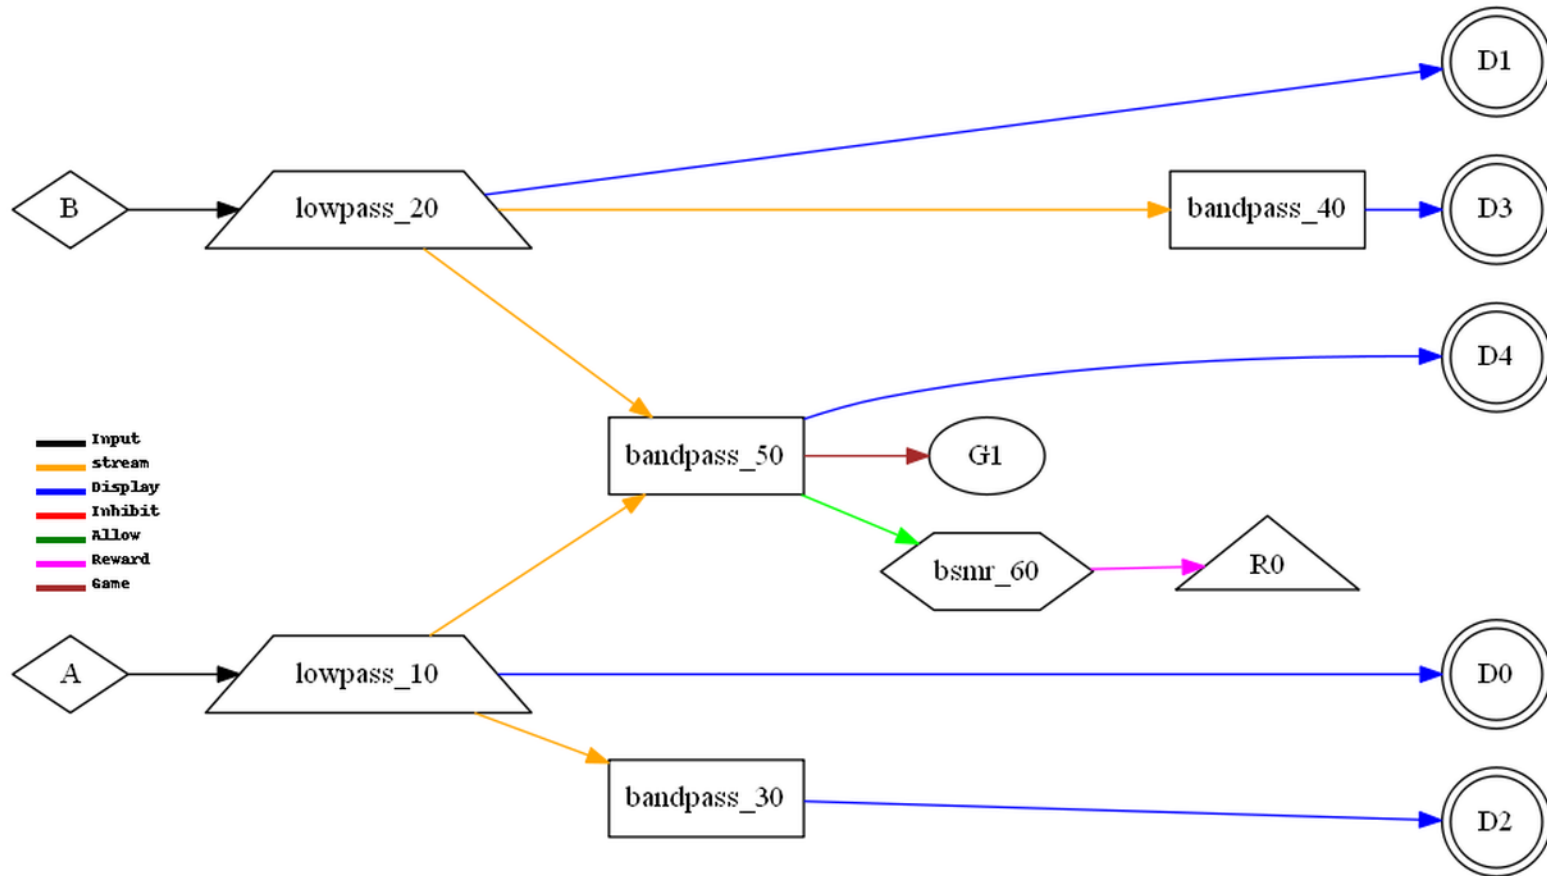 D1
B
lowpass_20
bandpass_40
D3
D4
Input
stream
Display
Inhibit
Allow
Reward
Game
bandpass_50
G1
bsmr_60
R0
A
lowpass_10
D0
bandpass_30
D2